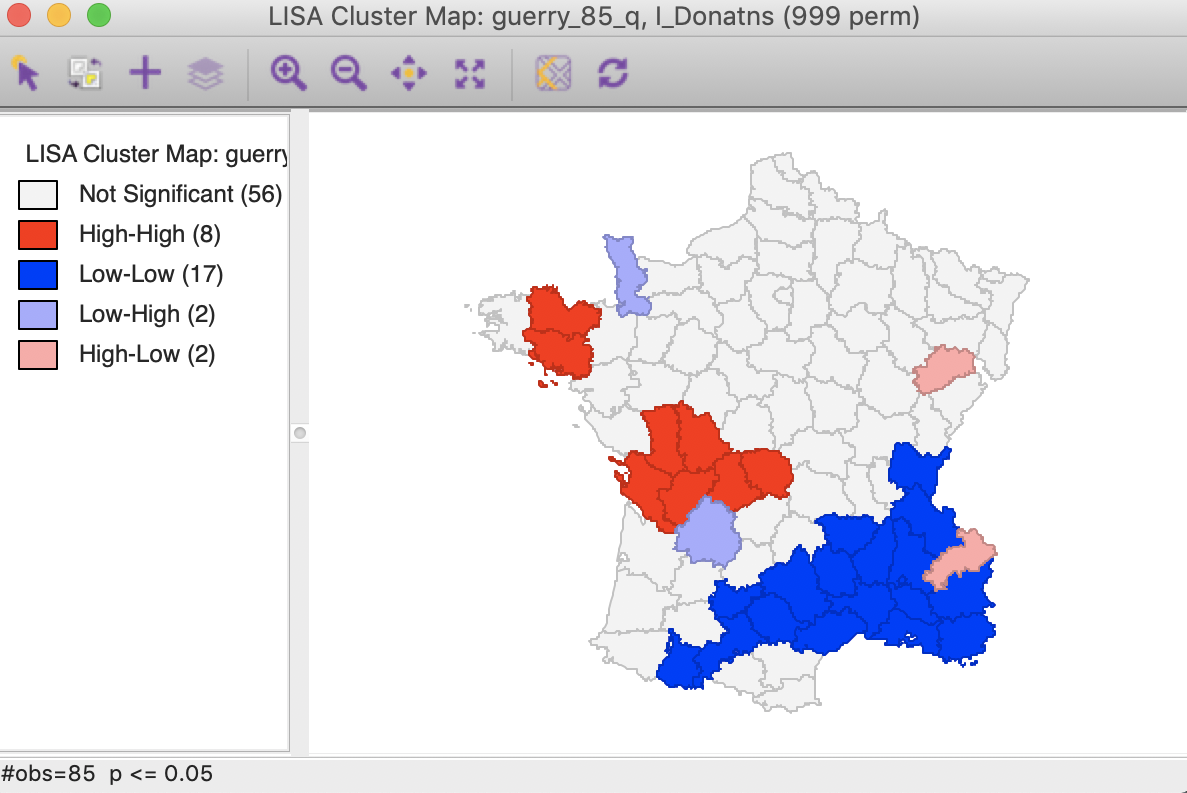 LISA Cluster Map: guerry_85_q, I_Donatns (999 perm)
LISA Cluster Map: guerry
Not Significant (56)
High-High (8)
Low-Low (17)
Low-High (2)
High-Low (2)
#obs=85 p <= 0.05